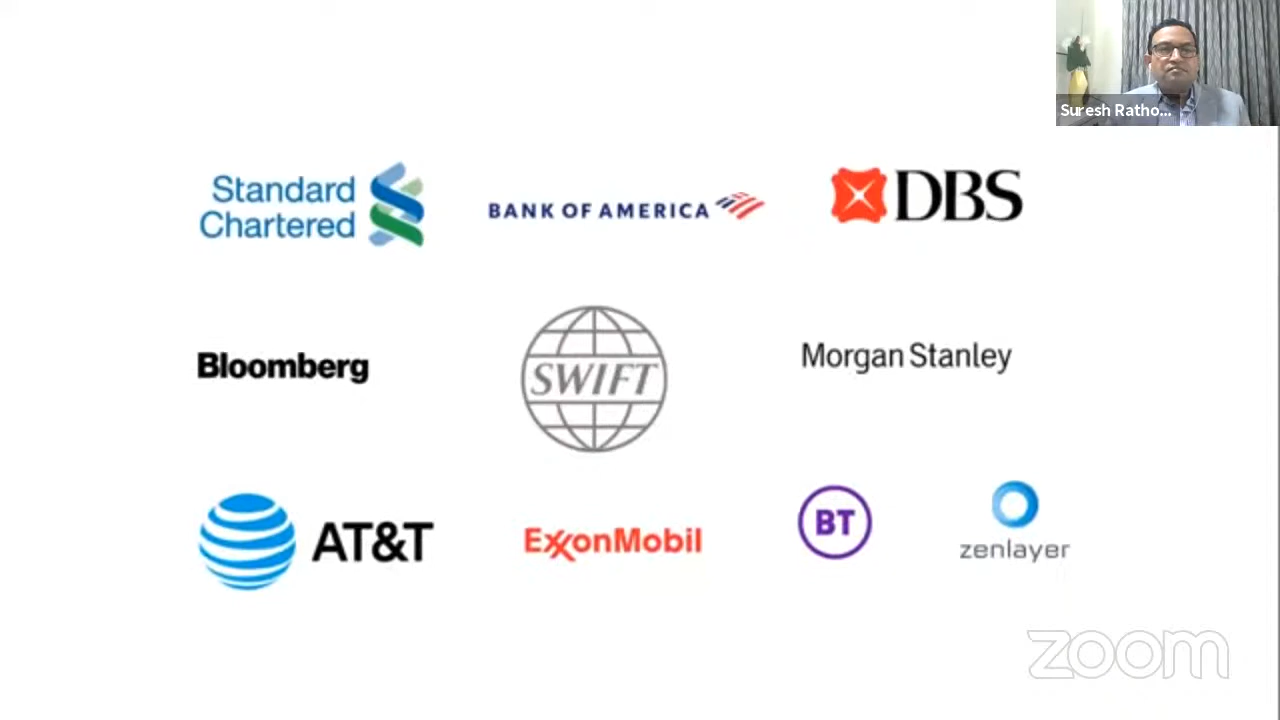 Suresh Ratho...
Standard
Chartered
BANK OF AMERICA
DBS
Bloomberg
SWIFT
Morgan Stanley
AT&T
ExxonMobil
BT
zenlayer
zoom